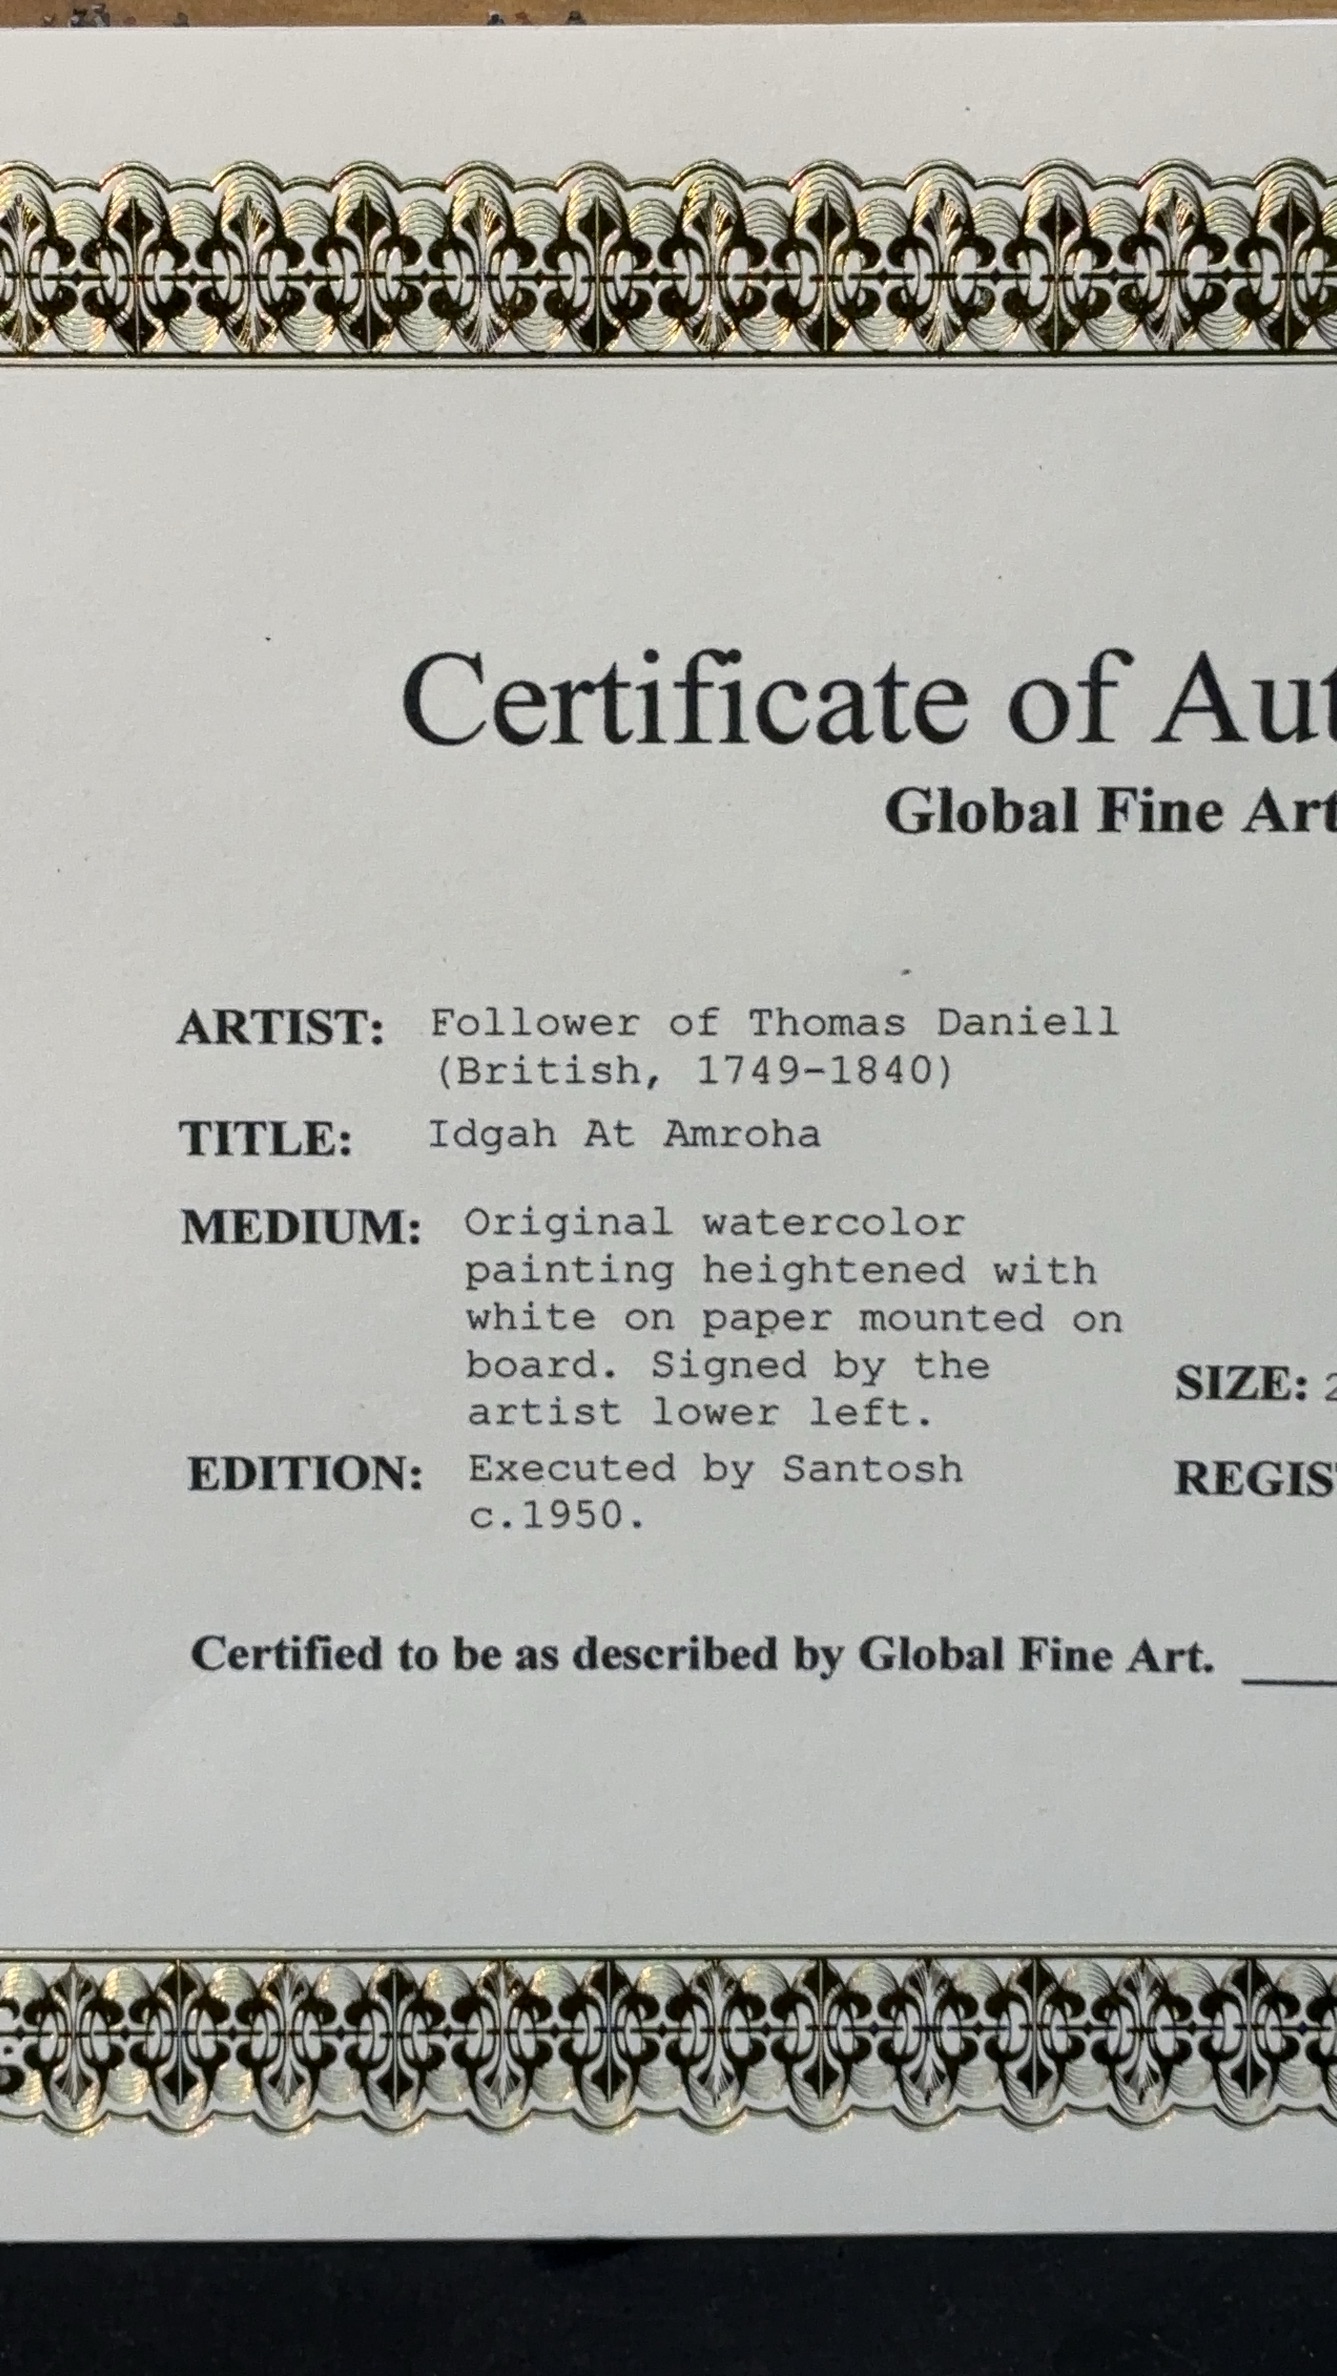 Certificate of Aut
Global Fine Art
ARTIST: Follower of Thomas Daniell
(British, 1749-1840)
TITLE: Idgah At Amroha
MEDIUM: Original watercolor
painting heightened with
white on paper mounted on
board. Signed by the
artist lower left.
SIZE: 2
EDITION: Executed by Santosh
c.1950.
REGIS
Certified to be as described by Global Fine Art.